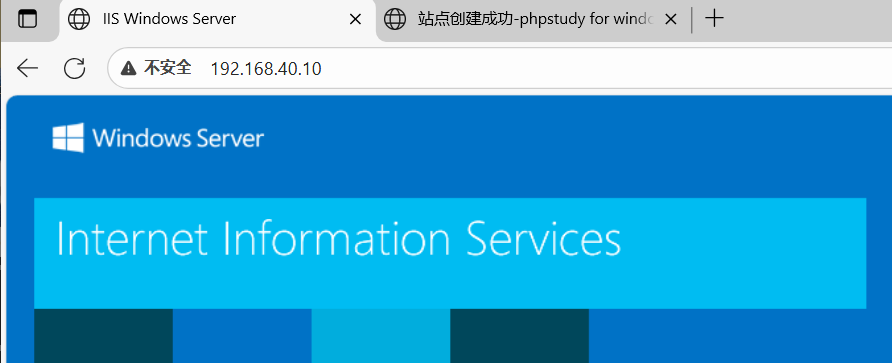 IIS Windows Server
站点创建成功-phpstudy for windo
不安全 192.168.40.10
Windows Server
Internet Information Services